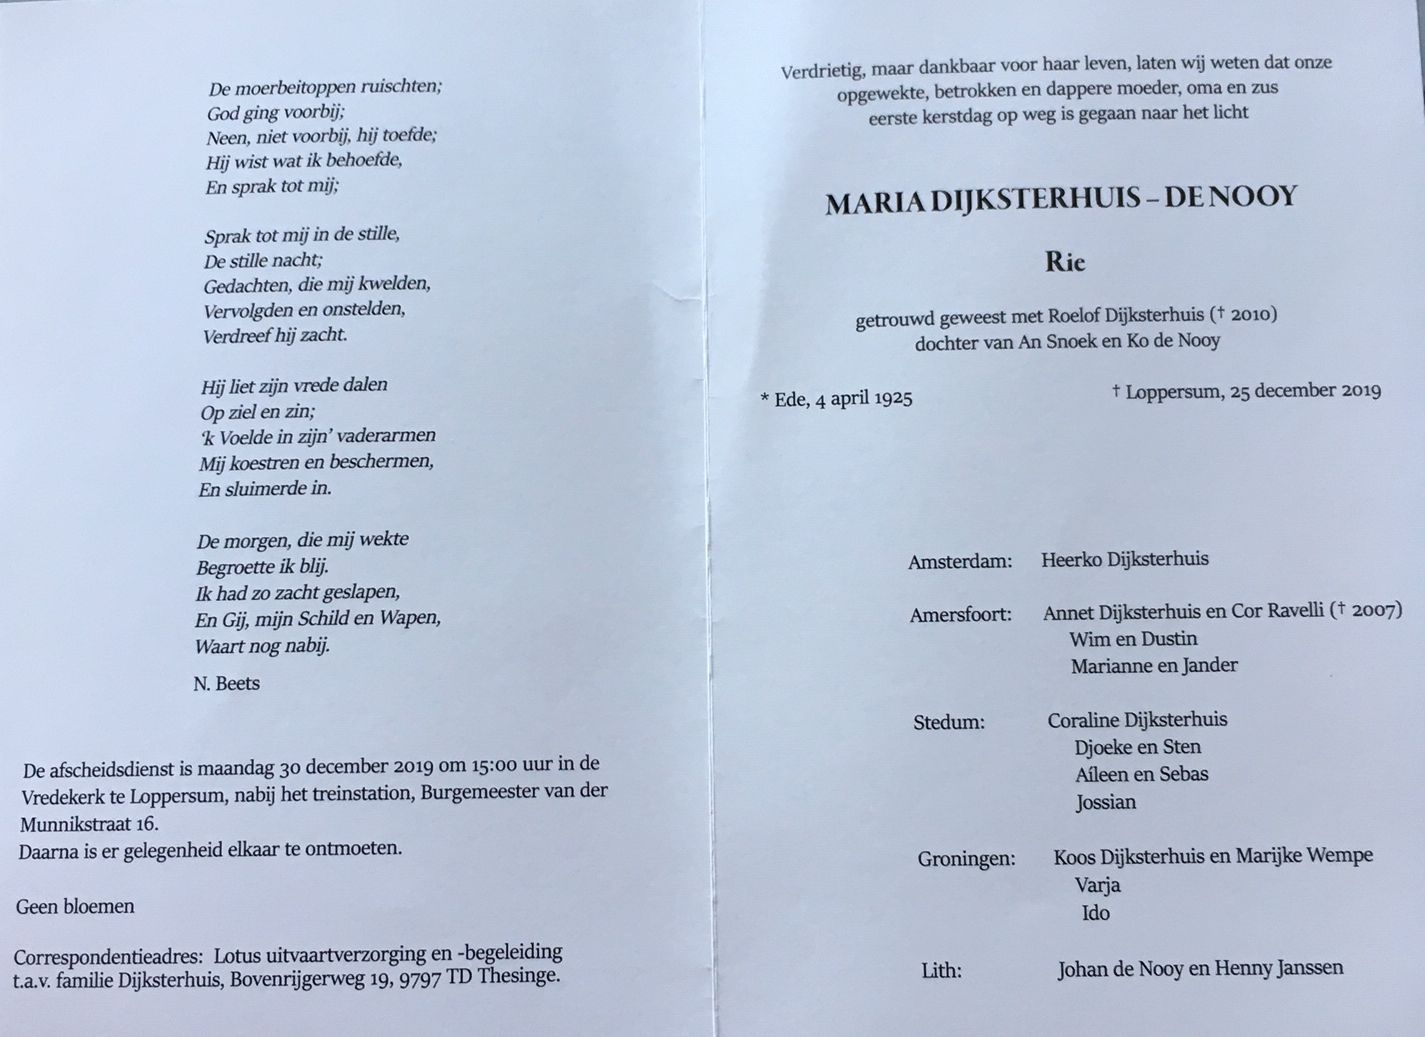 De moerbeitoppen ruischten;
God ging voorbij;
Neen, niet voorbij, hij toefde;
Hij wist wat ik behoefde,
En sprak tot mij;
Sprak tot mij in de stille,
De stille nacht;
Gedachten, die mij kwelden,
Vervolgden en onstelden,
Verdreef hij zacht.
Hij liet zijn vrede dalen
Op ziel en zin;
‘k Voelde in zijn’ vaderarmen
Mij koestren en beschermen,
En sluimerde in.
De morgen, die mij wekte
Begroette ik blij.
Ik had zo zacht geslapen,
En Gij, mijn Schild en Wapen,
Waart nog nabij.
N. Beets
De afscheidsdienst is maandag 30 december 2019 om 15:00 uur in de
Vredekerk te Loppersum, nabij het treinstation, Burgemeester van der
Munnikstraat 16.
Daarna is er gelegenheid elkaar te ontmoeten.
Geen bloemen
Correspondentieadres: Lotus uitvaartverzorging en -begeleiding
t.a.v. familie Dijksterhuis, Bovenrijgerweg 19, 9797 TD Thesinge.
Verdrietig, maar dankbaar voor haar leven, laten wij weten dat onze
opgewekte, betrokken en dappere moeder, oma en zus
eerste kerstdag op weg is gegaan naar het licht
MARIA DIJKSTERHUIS – DE NOOY
Rie
getrouwd geweest met Roelof Dijksterhuis († 2010)
dochter van An Snoek en Ko de Nooy
* Ede, 4 april 1925 † Loppersum, 25 december 2019
Amsterdam: Heerko Dijksterhuis
Amersfoort: Annet Dijksterhuis en Cor Ravelli († 2007)
Wim en Dustin
Marianne en Jander
Stedum: Coraline Dijksterhuis
Djoeke en Sten
Aíleen en Sebas
Jossian
Groningen: Koos Dijksterhuis en Marijke Wempe
Varja
Ido
Lith: Johan de Nooy en Henny Janssen